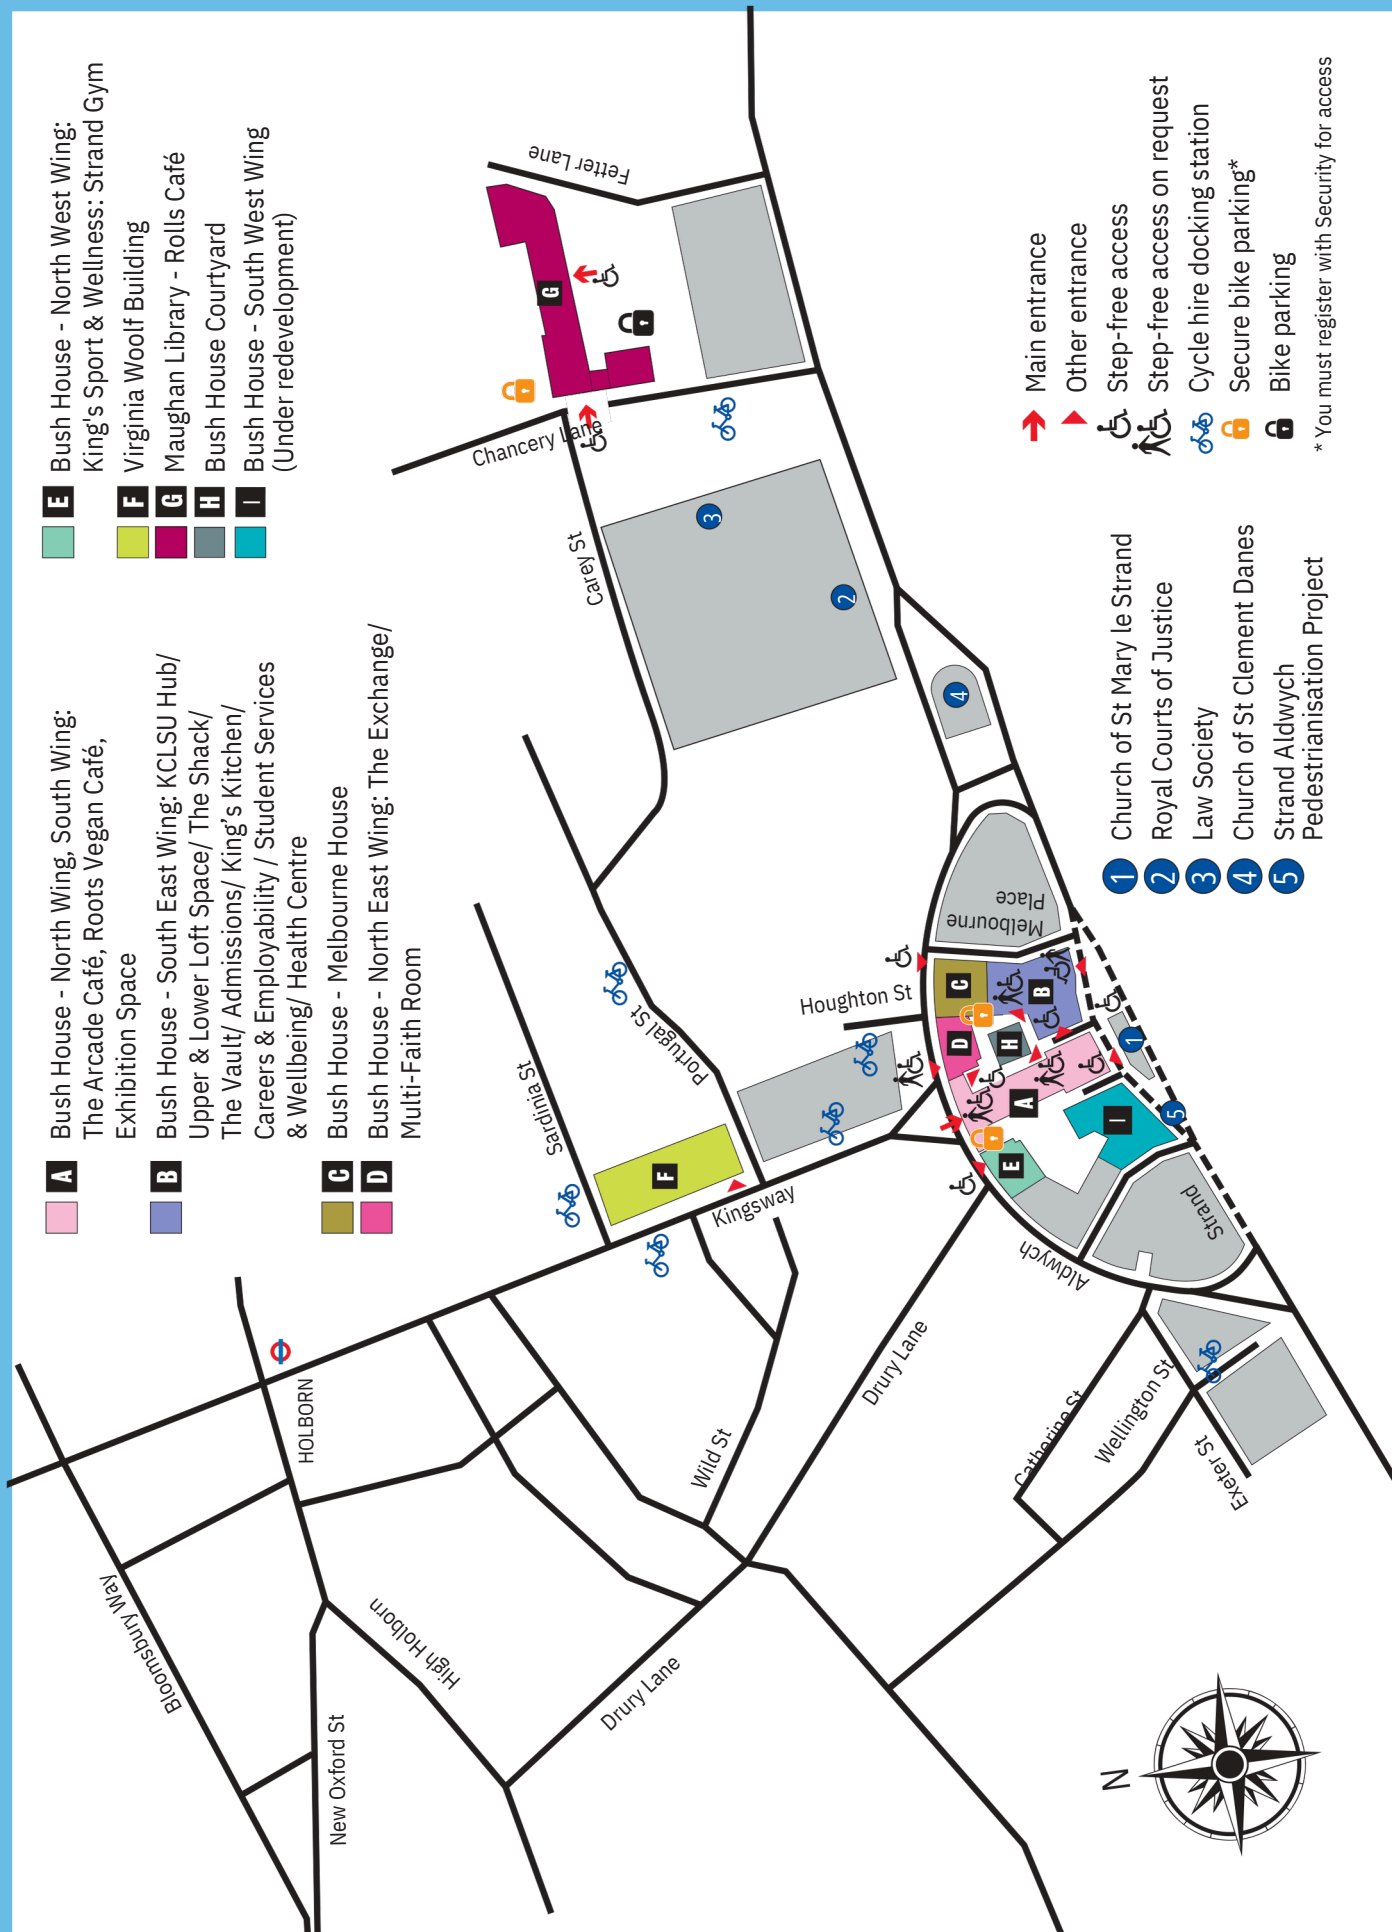 A
Bush House - North Wing, South Wing:
The Arcade Café, Roots Vegan Café,
Exhibition Space
B
Bush House - South East Wing: KCLSU Hub/
Upper & Lower Loft Space/ The Shack/
The Vault/ Admissions/ King's Kitchen/
Careers & Employability / Student Services
& Wellbeing/ Health Centre
C
Bush House - Melbourne House
D
Bush House - North East Wing: The Exchange/
Multi-Faith Room
E
Bush House - North West Wing:
King's Sport & Wellness: Strand Gym
F
Virginia Woolf Building
G
Maughan Library - Rolls Café
H
Bush House Courtyard
I
Bush House - South West Wing
(Under redevelopment)
Bloomsbury Way
New Oxford St
High Holborn
HOLBORN
Drury Lane
Wild St
Drury Lane
Kingsway
Sardinia St
Portugal St
F
Carey St
Chancery Lane
Fetter Lane
G
3
2
4
Houghton St
Catherine St
Wellington St
Exeter St
Aldwych
Strand
Melbourne
Place
E
A
D
C
H
B
I
1
5
N
1
Church of St Mary le Strand
2
Royal Courts of Justice
3
Law Society
4
Church of St Clement Danes
5
Strand Aldwych
Pedestrianisation Project
Main entrance
Other entrance
Step-free access
Step-free access on request
Cycle hire docking station
Secure bike parking*
Bike parking
* You must register with Security for access